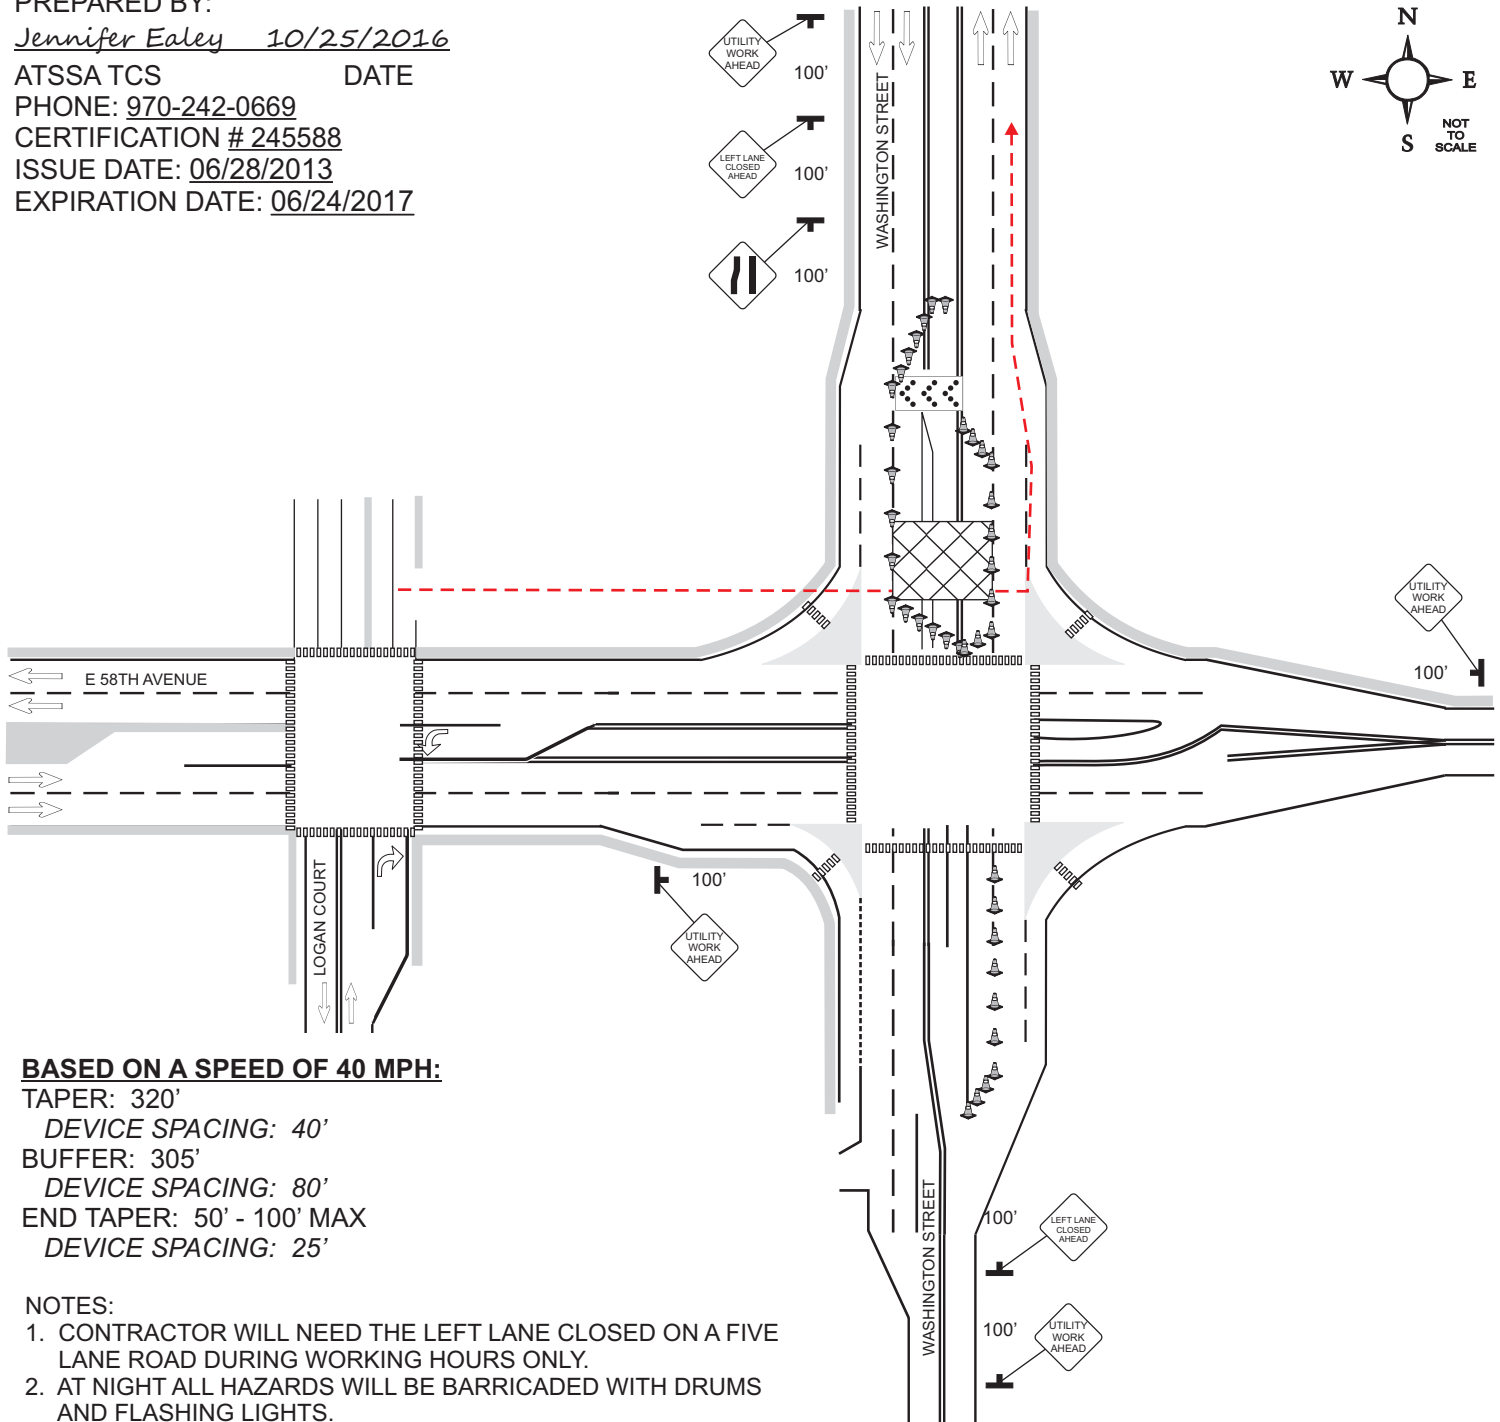 PREPARED BY:
Jennifer Ealey 10/25/2016
ATSSA TCS DATE
PHONE: 970-242-0669
CERTIFICATION # 245588
ISSUE DATE: 06/28/2013
EXPIRATION DATE: 06/24/2017
UTILITY
WORK
AHEAD
100’
LEFT LANE
CLOSED
AHEAD
100’
100’
WASHINGTON STREET
N
W E
S
NOT
TO
SCALE
UTILITY
WORK
AHEAD
100’
E 58TH AVENUE
LOGAN COURT
100’
UTILITY
WORK
AHEAD
WASHINGTON STREET
100’
LEFT LANE
CLOSED
AHEAD
100’
UTILITY
WORK
AHEAD
BASED ON A SPEED OF 40 MPH:
TAPER: 320’
DEVICE SPACING: 40’
BUFFER: 305’
DEVICE SPACING: 80’
END TAPER: 50’ - 100’ MAX
DEVICE SPACING: 25’
NOTES:
1. CONTRACTOR WILL NEED THE LEFT LANE CLOSED ON A FIVE
LANE ROAD DURING WORKING HOURS ONLY.
2. AT NIGHT ALL HAZARDS WILL BE BARRICADED WITH DRUMS
AND FLASHING LIGHTS.